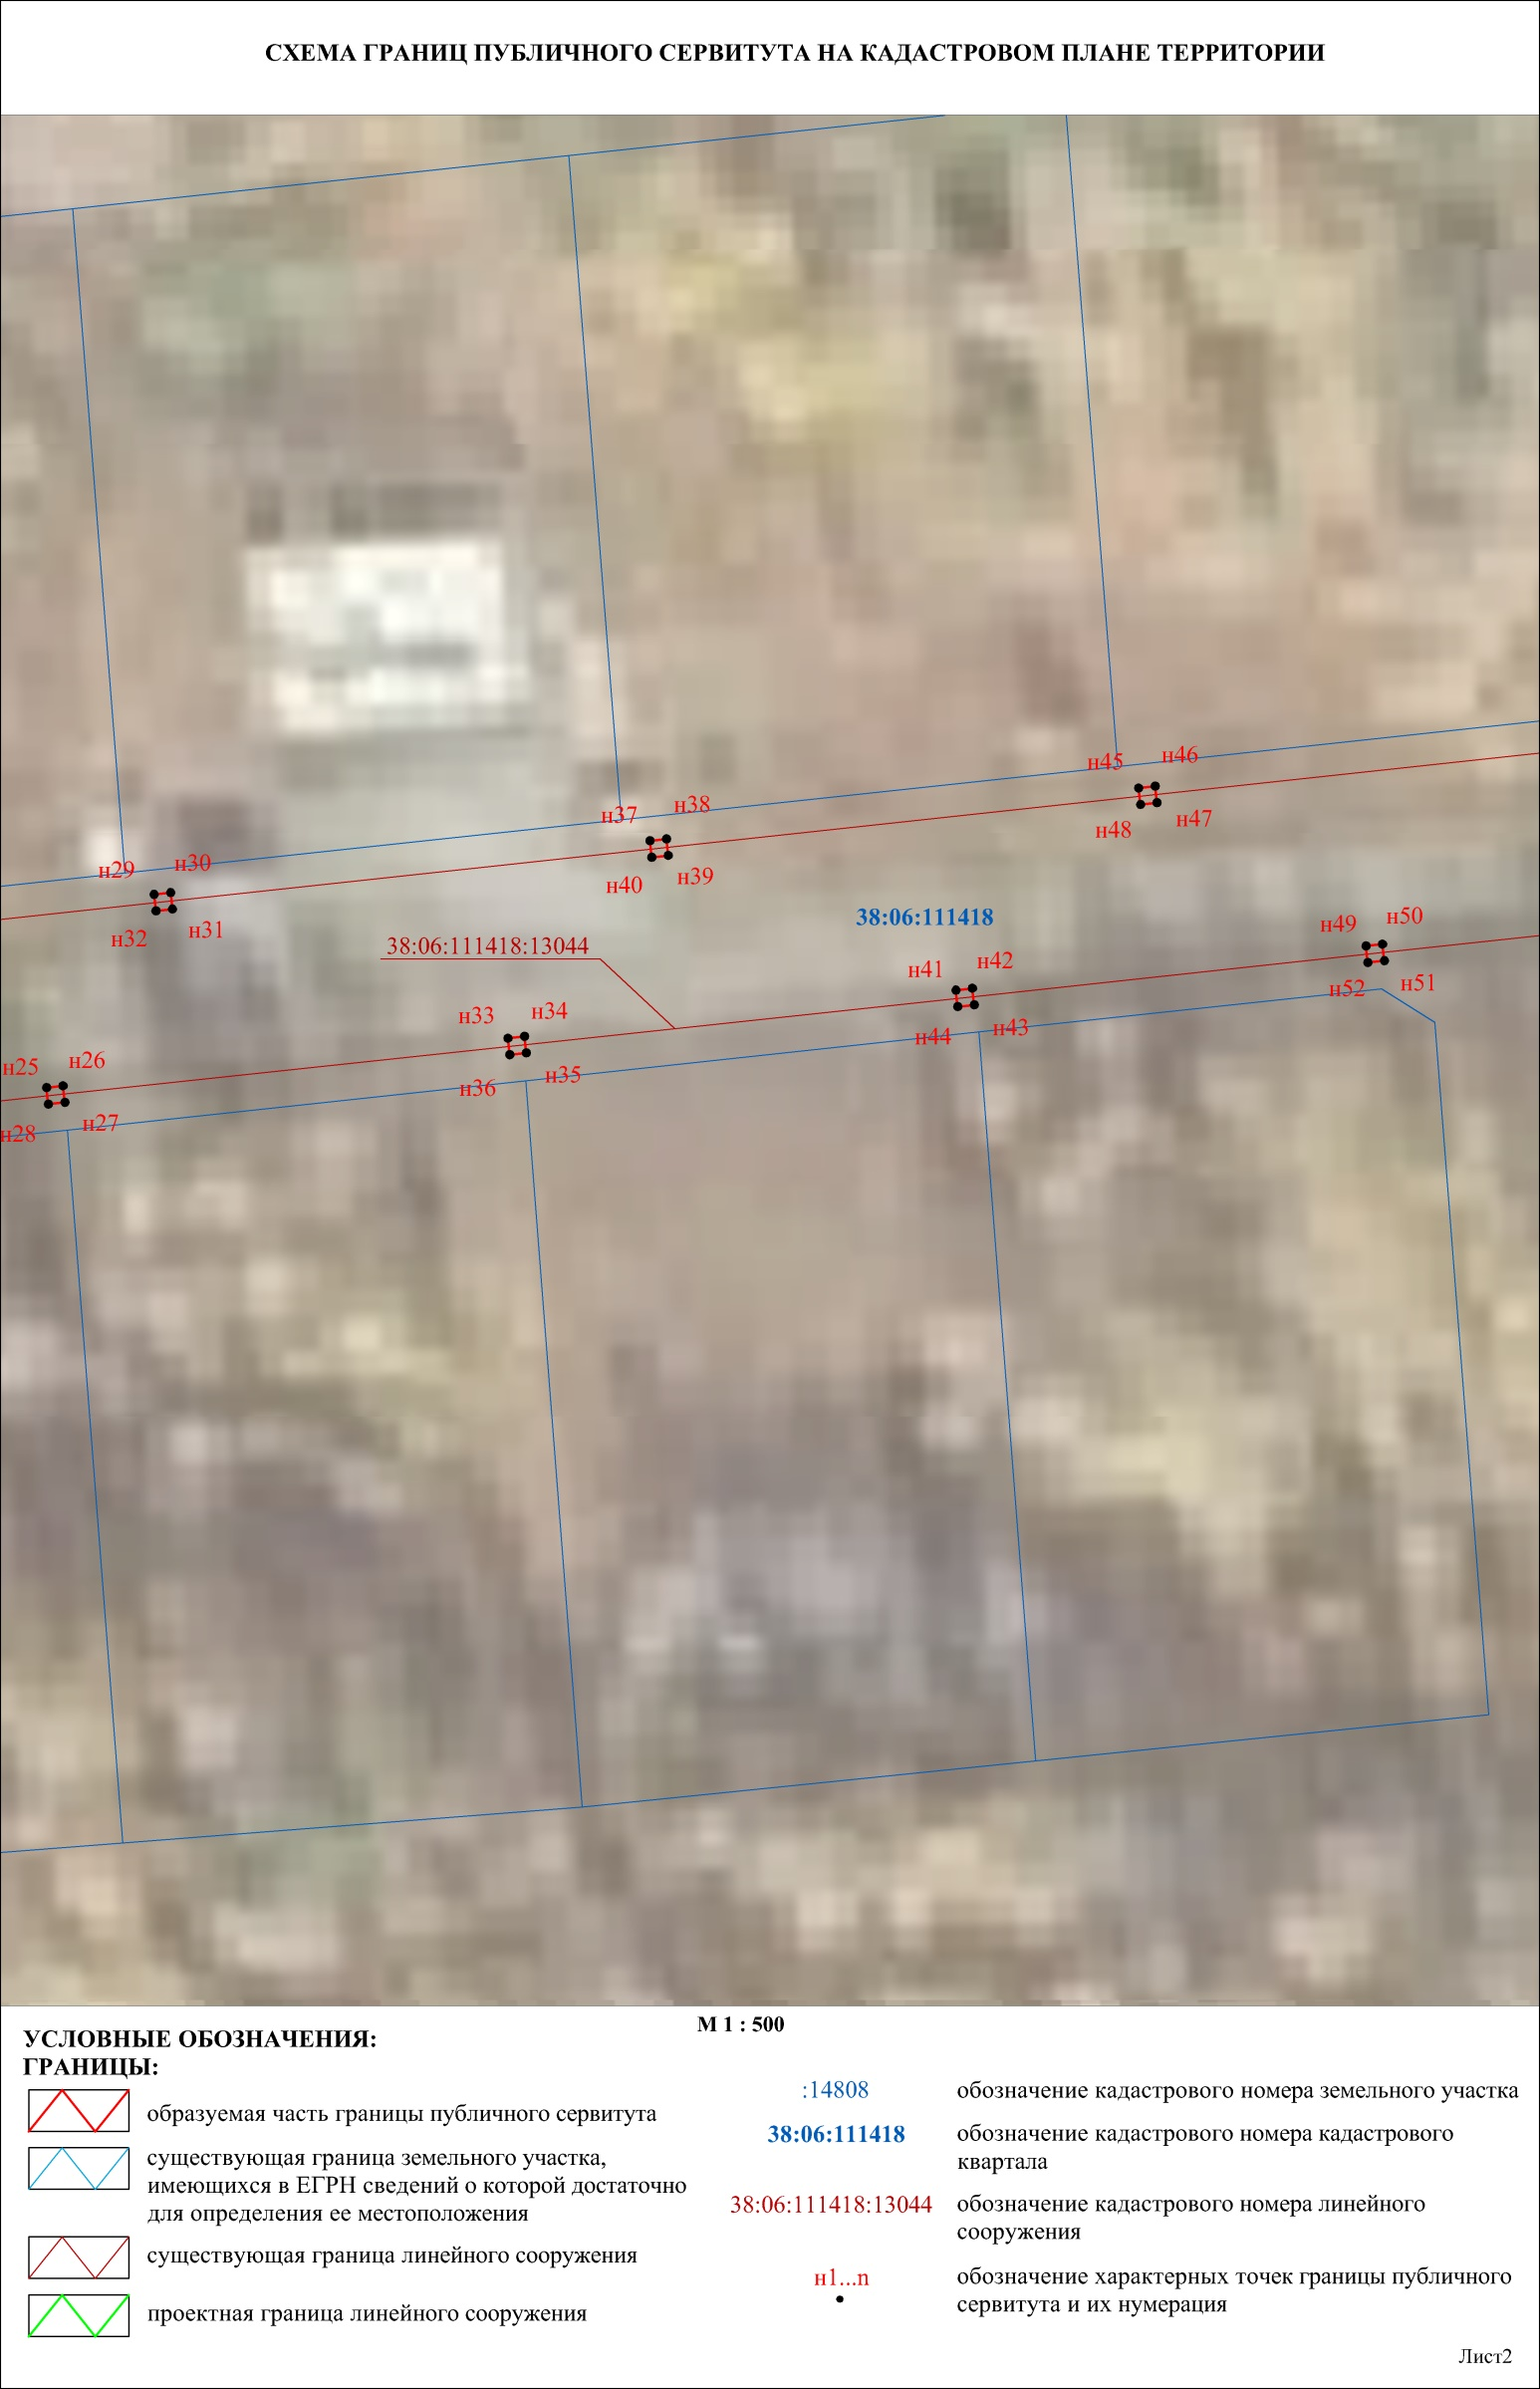 СХЕМА ГРАНИЦ ПУБЛИЧНОГО СЕРВИТУТА НА КАДАСТРОВОМ ПЛАНЕ ТЕРРИТОРИИ
н45 н46
н37 н38
н48 н47
н29 н30
н40 н39
н32 н31
38:06:111418
н49 н50
38:06:111418:13044
н41 н42
н52 н51
н33 н34
н44 н43
н25 н26
н36 н35
н28 н27
М 1 : 500
УСЛОВНЫЕ ОБОЗНАЧЕНИЯ:
ГРАНИЦЫ:
образуемая часть границы публичного сервитута
существующая граница земельного участка,
имеющихся в ЕГРН сведений о которой достаточно
для определения ее местоположения
существующая граница линейного сооружения
проектная граница линейного сооружения
:14808 обозначение кадастрового номера земельного участка
38:06:111418 обозначение кадастрового номера кадастрового
квартала
38:06:111418:13044 обозначение кадастрового номера линейного
сооружения
н1...n обозначение характерных точек границы публичного
сервитута и их нумерация
Лист2